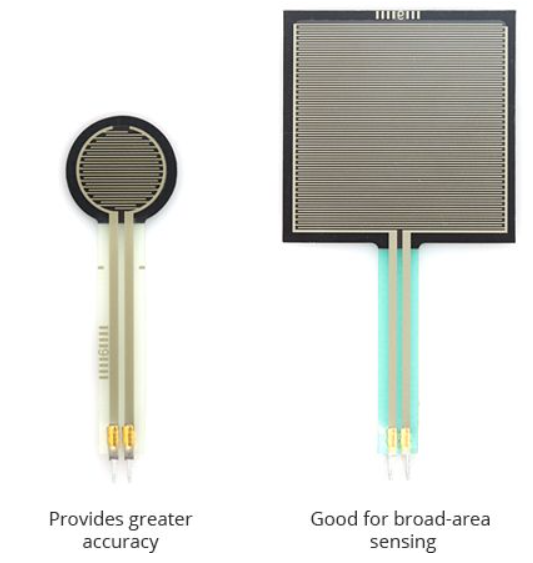 Provides greater
accuracy
Good for broad-area
sensing